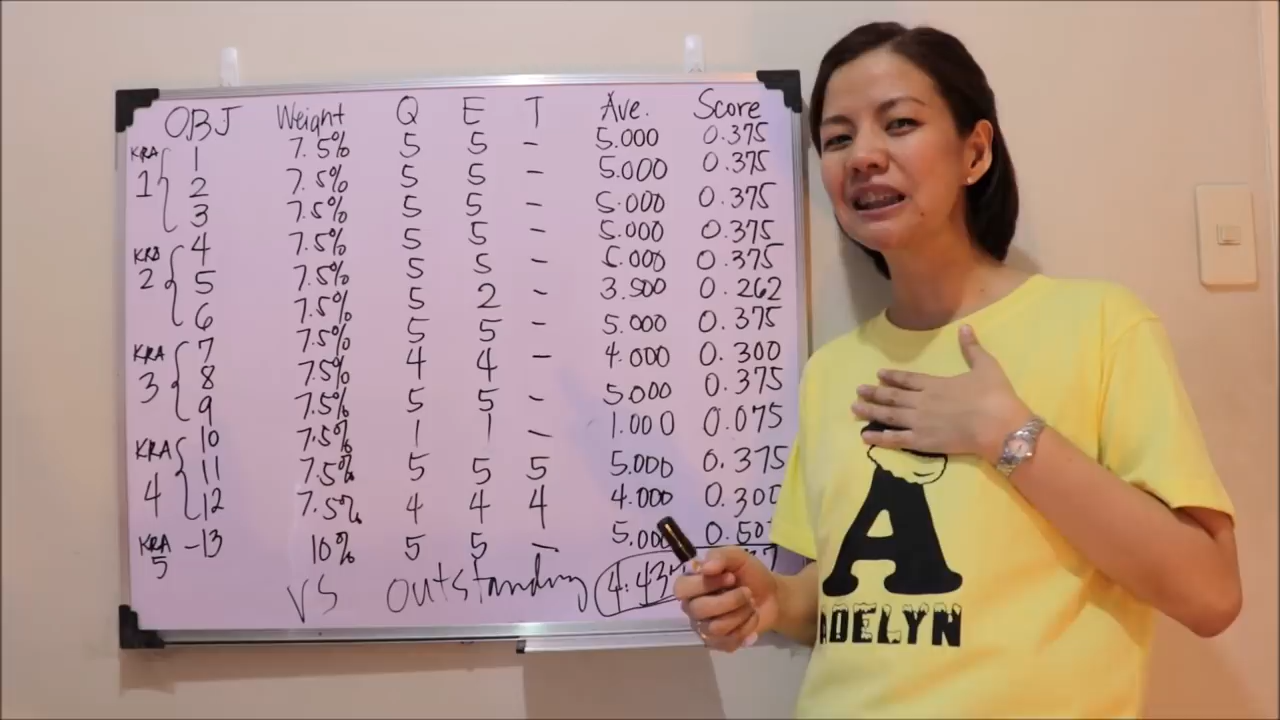 OBJ Weight Q E T Ave. Score
KRA 1 1 7.5% 5 5 - 5.000 0.375
2 7.5% 5 5 - 5.000 0.375
3 7.5% 5 5 - 5.000 0.375
KRA 2 4 7.5% 5 5 - 5.000 0.375
5 7.5% 5 5 - 5.000 0.375
6 7.5% 5 2 - 3.500 0.262
KRA 3 7 7.5% 5 5 - 5.000 0.375
8 7.5% 4 4 - 4.000 0.300
9 7.5% 5 5 - 5.000 0.375
KRA 4 10 7.5% 1 1 - 1.000 0.075
11 7.5% 5 5 5 5.000 0.375
12 7.5% 4 4 4 4.000 0.300
KRA 5 -13 10% 5 5 - 5.000 0.50
VS Outstanding 4.43
A
ADELYN